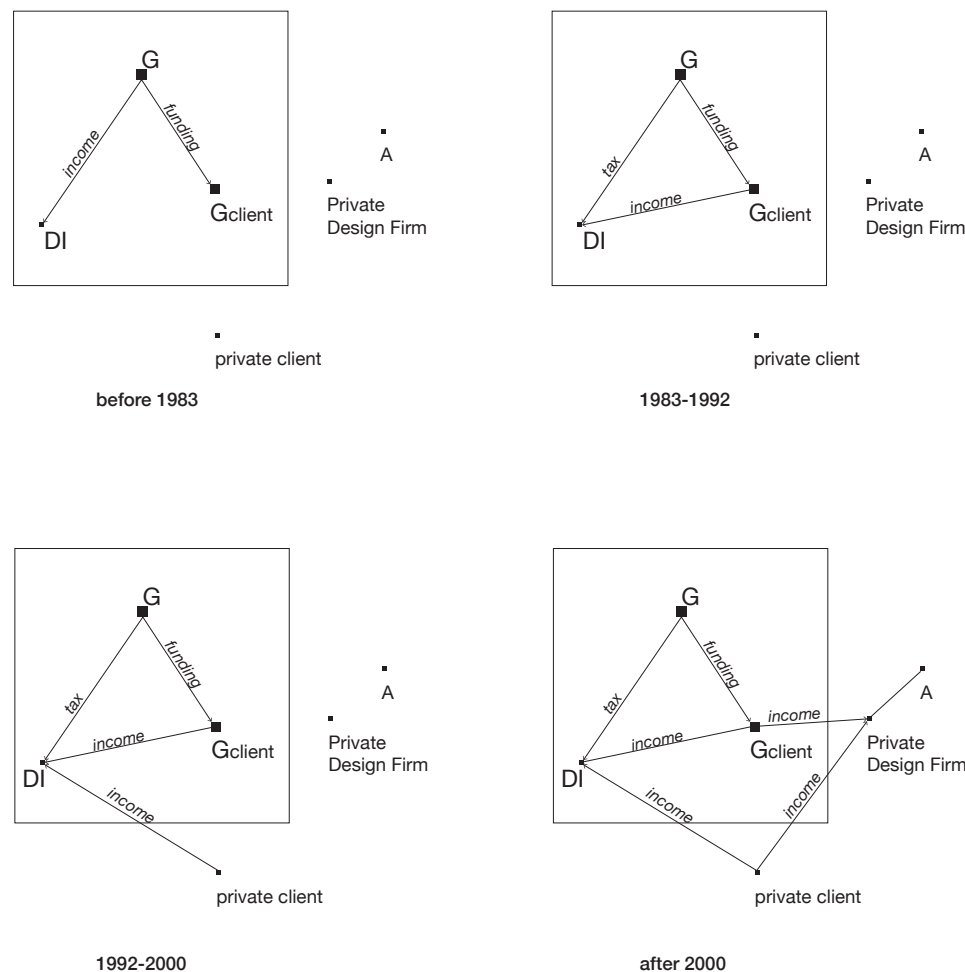 G
funding
income
Gclient
DI
A
Private
Design Firm
private client
before 1983
G
funding
tax
income
Gclient
DI
A
Private
Design Firm
private client
1983-1992
G
funding
tax
income
Gclient
DI
income
A
Private
Design Firm
private client
1992-2000
G
funding
tax
income
income
Gclient
DI
income
income
A
Private
Design Firm
private client
after 2000